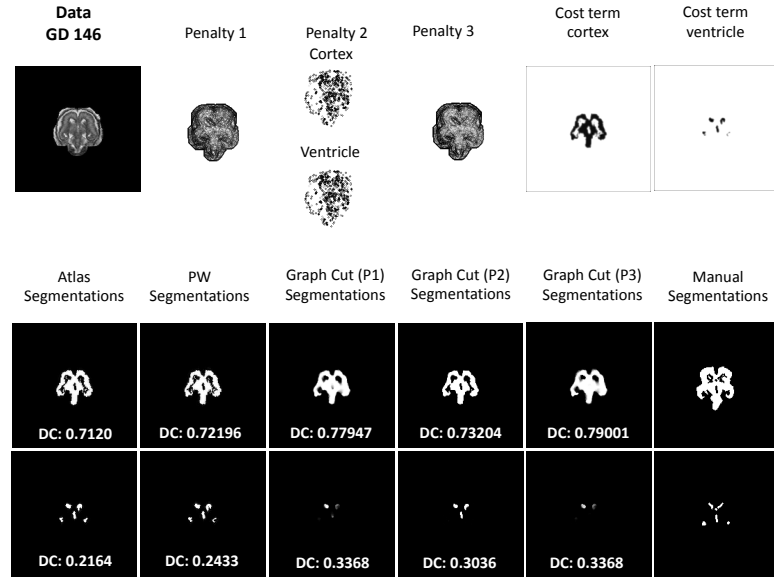 Data
GD 146
Penalty 1
Penalty 2
Cortex
Ventricle
Penalty 3
Cost term
cortex
Cost term
ventricle
Atlas
Segmentations
PW
Segmentations
Graph Cut (P1)
Segmentations
Graph Cut (P2)
Segmentations
Graph Cut (P3)
Segmentations
Manual
Segmentations
DC: 0.7120
DC: 0.72196
DC: 0.77947
DC: 0.73204
DC: 0.79001
DC: 0.2164
DC: 0.2433
DC: 0.3368
DC: 0.3036
DC: 0.3368